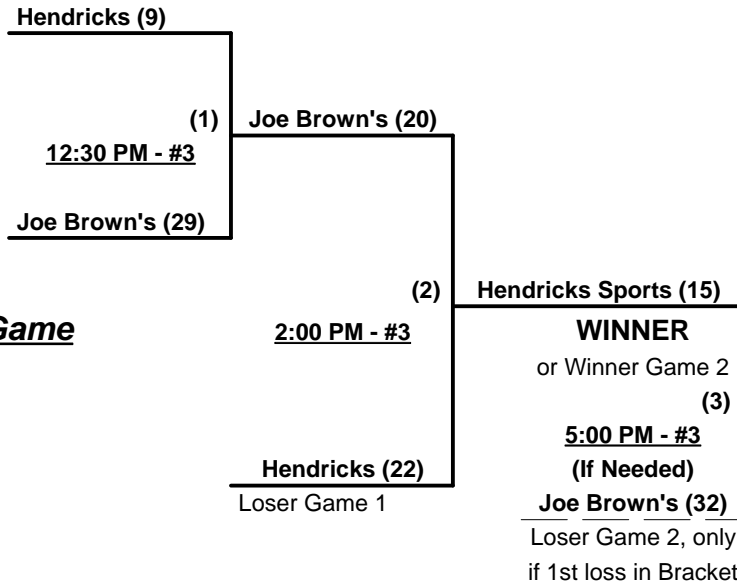 Hendricks (9)
(1)
Joe Brown's (20)
12:30 PM - #3
Joe Brown's (29)
(2)
Hendricks Sports (15)
Game
2:00 PM - #3
WINNER
or Winner Game 2
(3)
5:00 PM - #3
Hendricks (22)
(If Needed)
Loser Game 1
Joe Brown's (32)
Loser Game 2, only
if 1st loss in Bracket